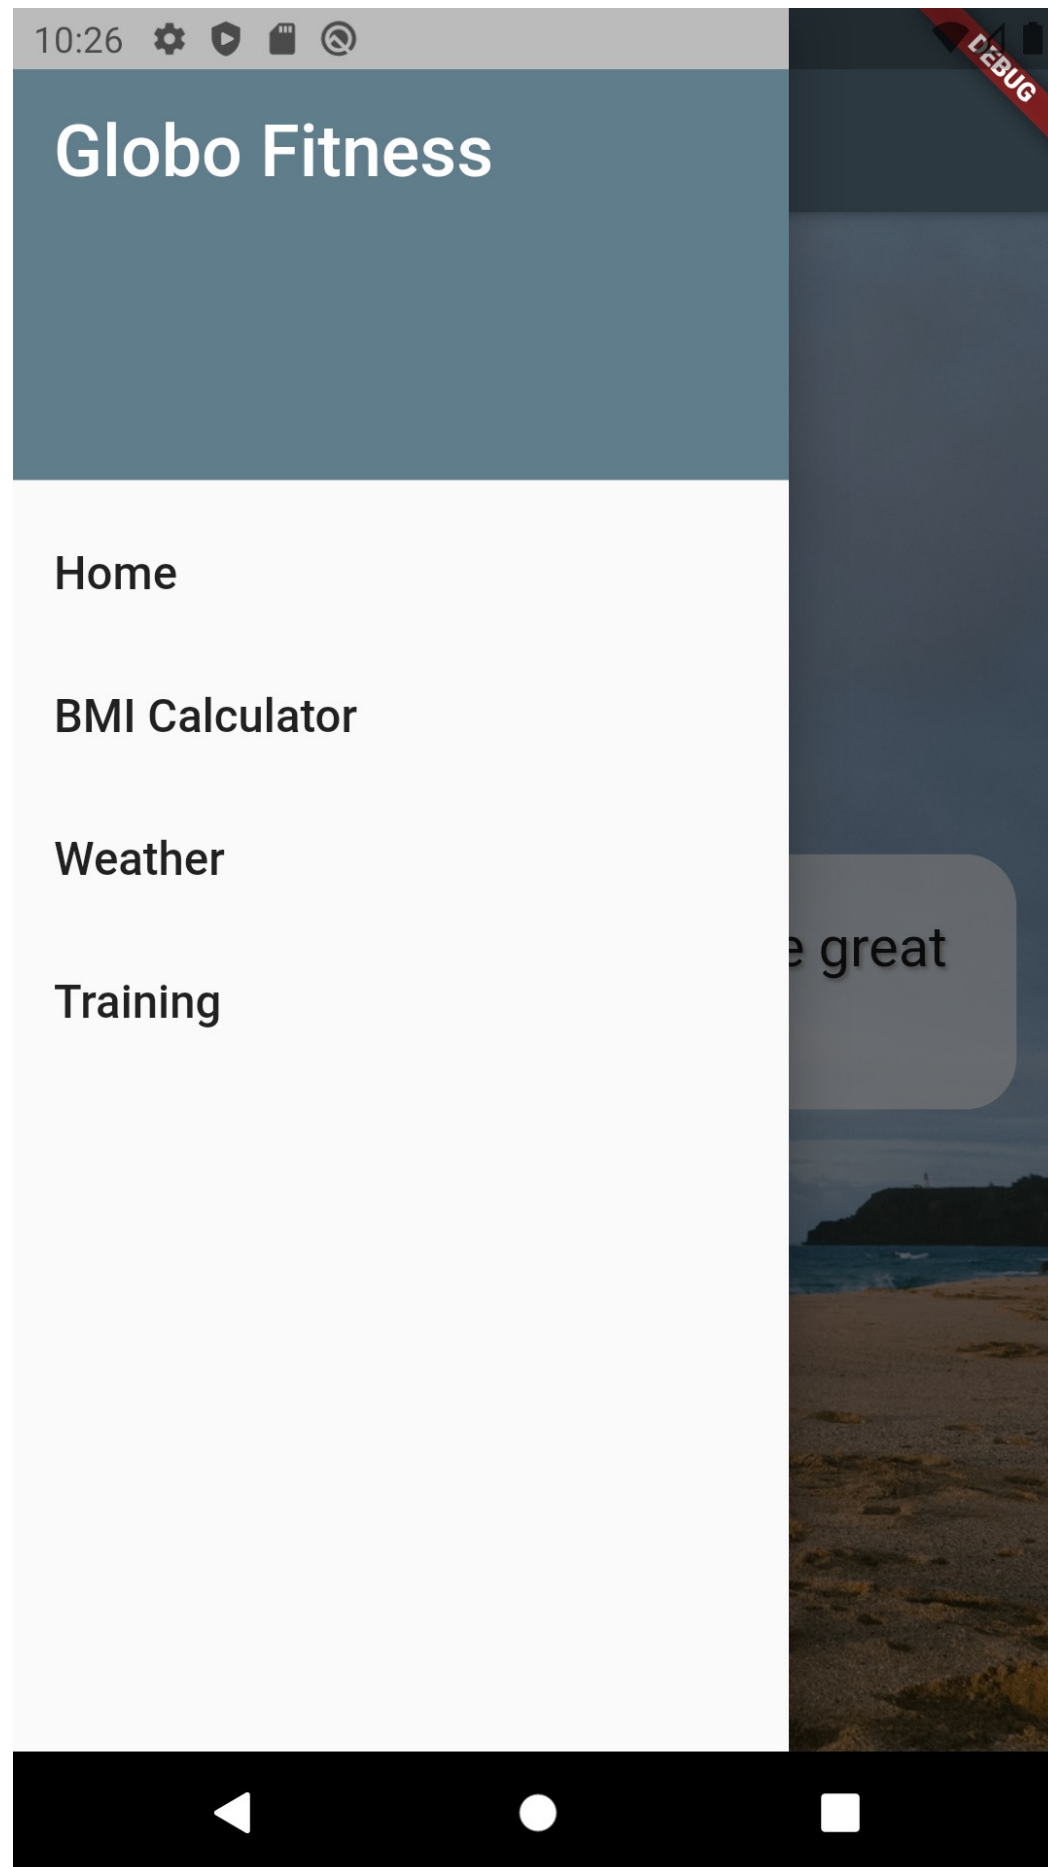 10:26
DEBUG
Globo Fitness
Home
BMI Calculator
Weather
great
Training